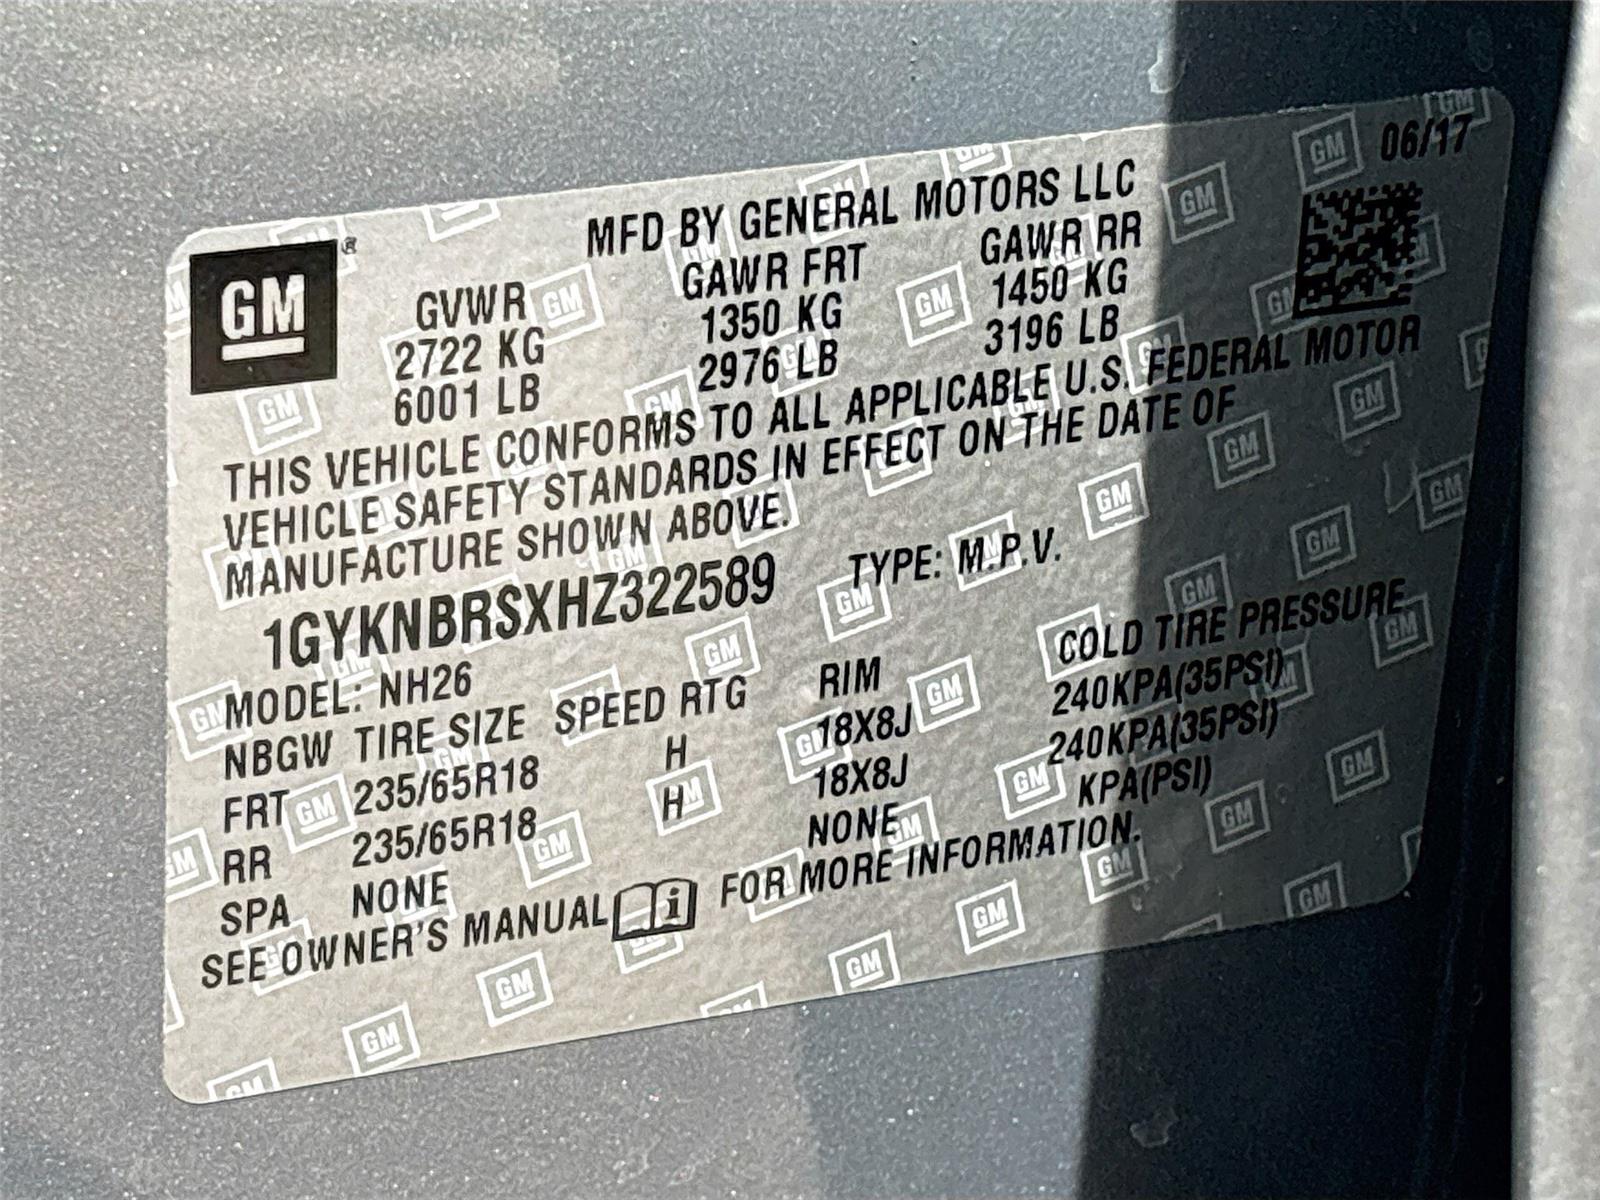 06/17
MFD BY GENERAL MOTORS LLC
GM ®
GVWR GAWR FRT GAWR RR
2722 KG 1350 KG 1450 KG
6001 LB 2976 LB 3196 LB
THIS VEHICLE CONFORMS TO ALL APPLICABLE U.S. FEDERAL MOTOR
VEHICLE SAFETY STANDARDS IN EFFECT ON THE DATE OF
MANUFACTURE SHOWN ABOVE.
1GYKNBRSXHZ322589 TYPE: M.P.V.
MODEL: NH26
NBGW TIRE SIZE SPEED RTG RIM COLD TIRE PRESSURE
FRT 235/65R18 H 18X8J 240KPA(35PSI)
RR 235/65R18 H 18X8J 240KPA(35PSI)
SPA NONE NONE KPA(PSI)
SEE OWNER'S MANUAL i FOR MORE INFORMATION.